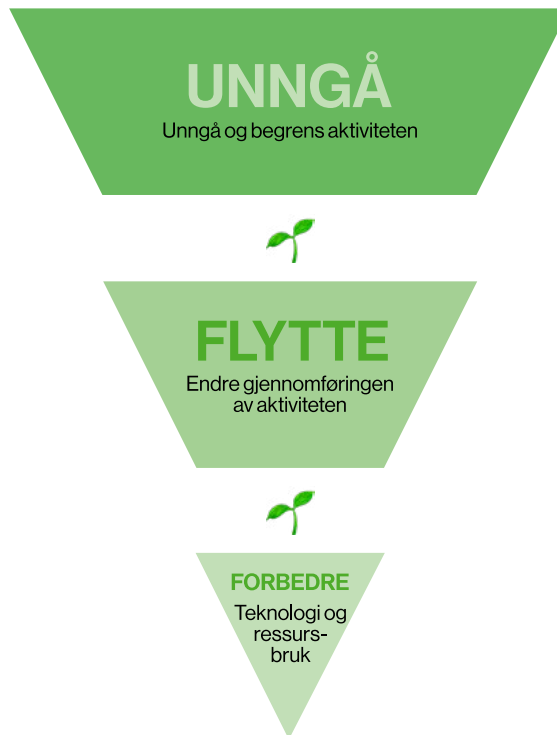 UNNGÅ
Unngå og begrens aktiviteten
FLYTTE
Endre gjennomføringen
av aktiviteten
FORBEDRE
Teknologi og
ressurs-
bruk